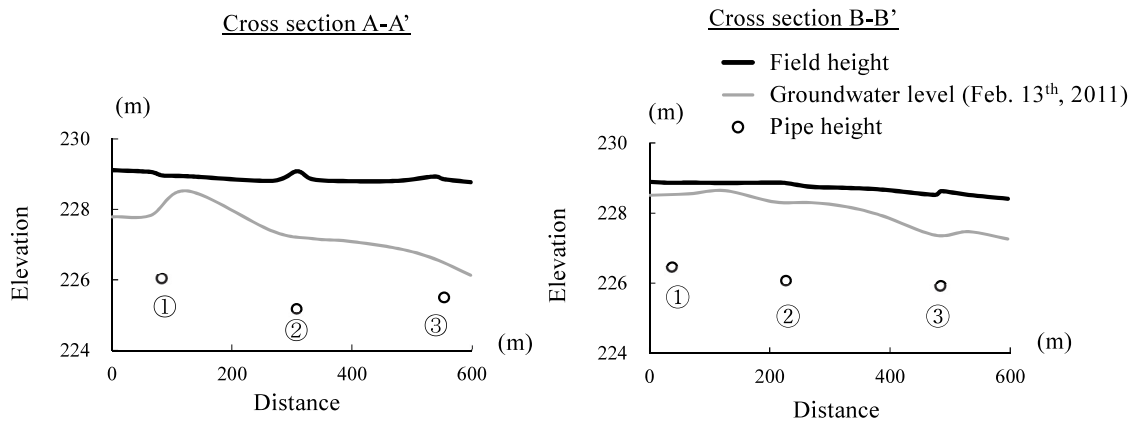 Cross section A-A’
(m)
230
228
226
224
Elevation
①
②
③
(m)
0
200
400
600
Distance
Cross section B-B’
Field height
Groundwater level (Feb. 13th, 2011)
Pipe height
(m)
230
228
226
224
Elevation
①
②
③
(m)
0
200
400
600
Distance